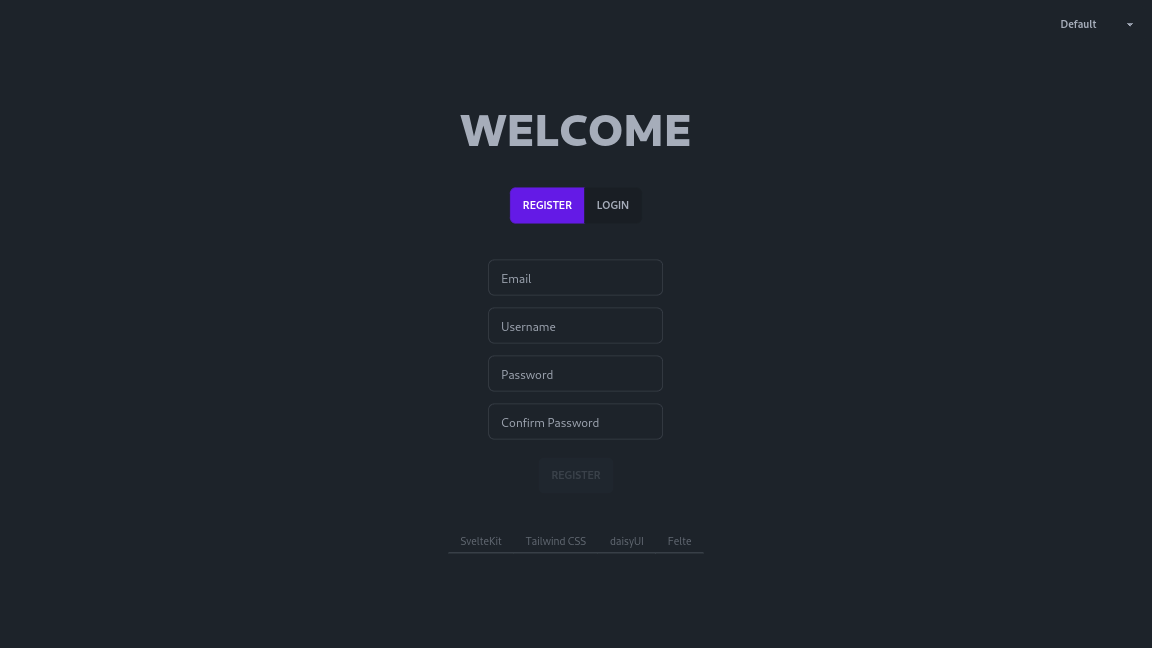 Default
WELCOME
REGISTER LOGIN
Email
Username
Password
Confirm Password
REGISTER
SvelteKit Tailwind CSS daisyUI Felte